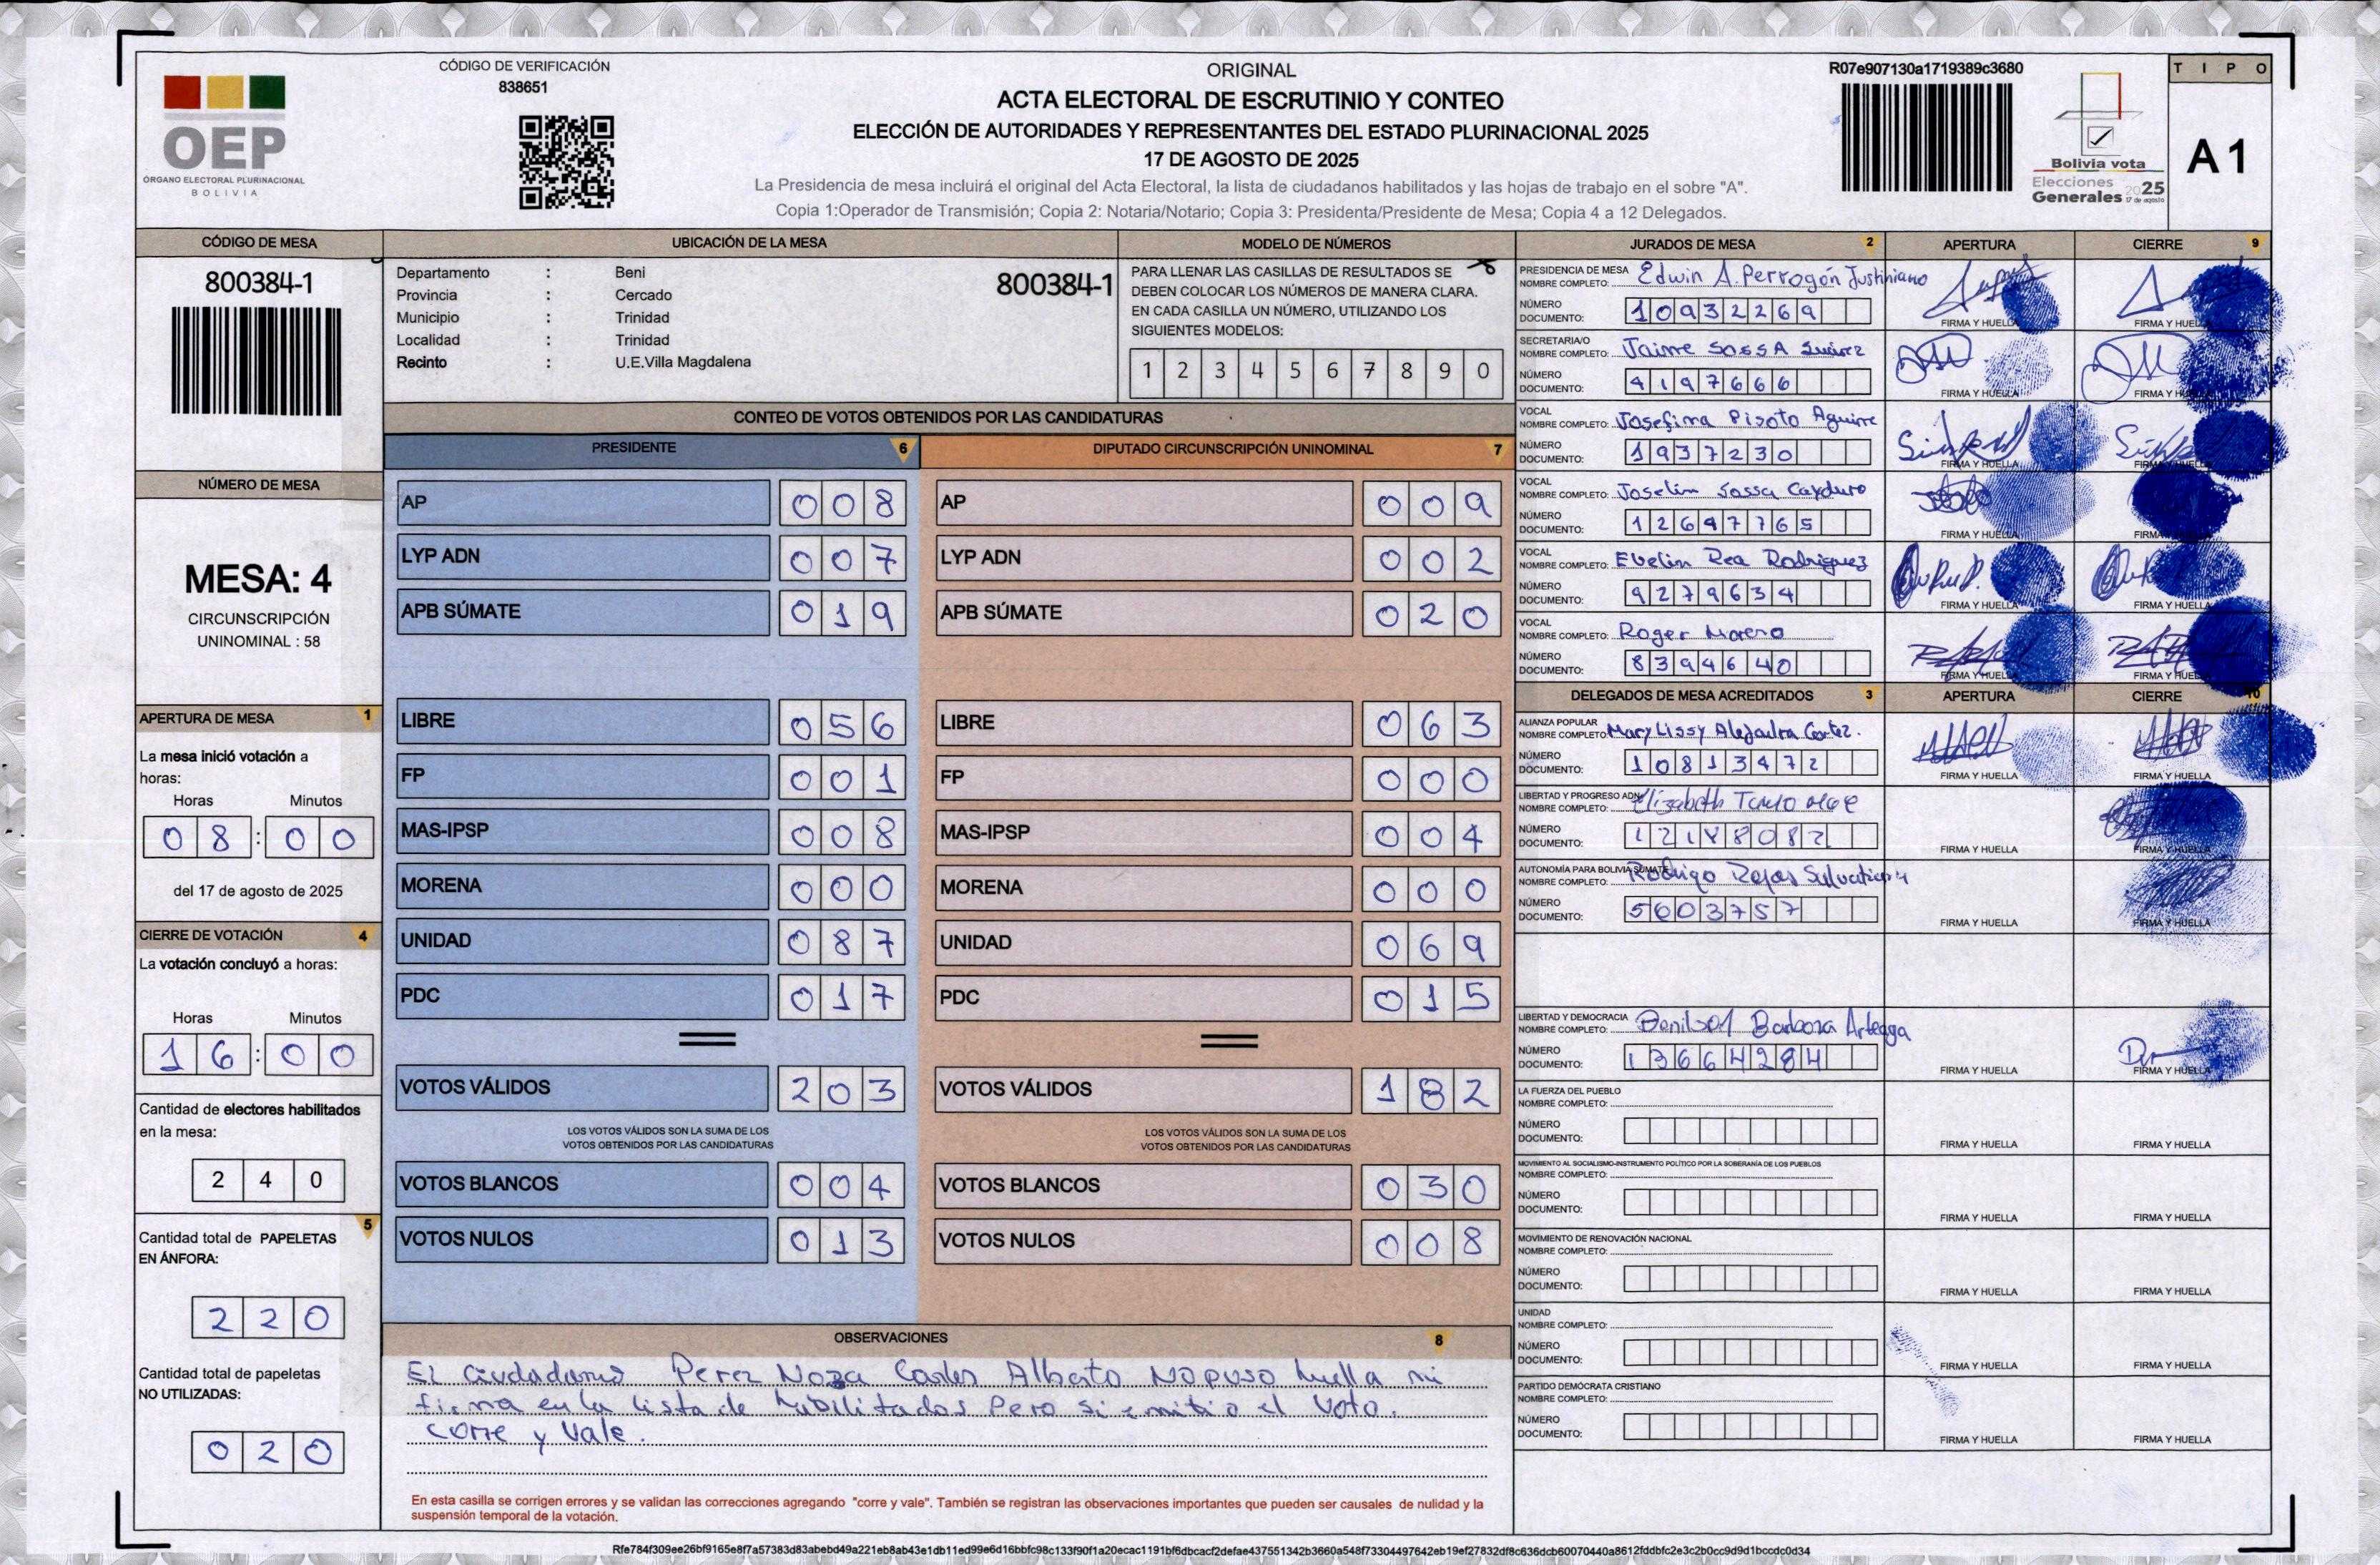 OEP
ÓRGANO ELECTORAL PLURINACIONAL
BOLIVIA
CÓDIGO DE VERIFICACIÓN
838651
ORIGINAL
ACTA ELECTORAL DE ESCRUTINIO Y CONTEO
ELECCIÓN DE AUTORIDADES Y REPRESENTANTES DEL ESTADO PLURINACIONAL 2025
17 DE AGOSTO DE 2025
La Presidencia de mesa incluirá el original del Acta Electoral, la lista de ciudadanos habilitados y las hojas de trabajo en el sobre "A".
Copia 1:Operador de Transmisión; Copia 2: Notaria/Notario; Copia 3: Presidenta/Presidente de Mesa; Copia 4 a 12 Delegados.
R07e907130a1719389c3680
Bolivia vota
Elecciones
Generales 2025
17 de agosto
TIPO
A 1
CÓDIGO DE MESA
800384-1
NÚMERO DE MESA
MESA: 4
CIRCUNSCRIPCIÓN
UNINOMINAL : 58
APERTURA DE MESA 1
La mesa inició votación a
horas:
Horas Minutos
08 : 00
del 17 de agosto de 2025
CIERRE DE VOTACIÓN 4
La votación concluyó a horas:
Horas Minutos
16 : 00
Cantidad de electores habilitados
en la mesa:
240
5
Cantidad total de PAPELETAS
EN ÁNFORA:
220
Cantidad total de papeletas
NO UTILIZADAS:
020
UBICACIÓN DE LA MESA
Departamento : Beni
800384-1
Provincia : Cercado
Municipio : Trinidad
Localidad : Trinidad
Recinto : U.E.Villa Magdalena
MODELO DE NÚMEROS
PARA LLENAR LAS CASILLAS DE RESULTADOS SE
DEBEN COLOCAR LOS NÚMEROS DE MANERA CLARA.
EN CADA CASILLA UN NÚMERO, UTILIZANDO LOS
SIGUIENTES MODELOS:
1 2 3 4 5 6 7 8 9 0
CONTEO DE VOTOS OBTENIDOS POR LAS CANDIDATURAS
PRESIDENTE 6
AP 008
LYP ADN 007
APB SÚMATE 019
LIBRE 056
FP 001
MAS-IPSP 008
MORENA 000
UNIDAD 087
PDC 017
VOTOS VÁLIDOS 203
LOS VOTOS VÁLIDOS SON LA SUMA DE LOS
VOTOS OBTENIDOS POR LAS CANDIDATURAS
VOTOS BLANCOS 004
VOTOS NULOS 013
DIPUTADO CIRCUNSCRIPCIÓN UNINOMINAL 7
AP 009
LYP ADN 002
APB SÚMATE 020
LIBRE 063
FP 000
MAS-IPSP 004
MORENA 000
UNIDAD 069
PDC 015
VOTOS VÁLIDOS 182
LOS VOTOS VÁLIDOS SON LA SUMA DE LOS
VOTOS OBTENIDOS POR LAS CANDIDATURAS
VOTOS BLANCOS 030
VOTOS NULOS 008
OBSERVACIONES 8
El ciudadano Perez Noza Carlos Alberto No puso huella ni
firma en la lista de habilitados Pero si emitio el Voto.
Corre y Vale.
En esta casilla se corrigen errores y se validan las correcciones agregando "corre y vale". También se registran las observaciones importantes que pueden ser causales de nulidad y la
suspensión temporal de la votación.
JURADOS DE MESA 2 APERTURA CIERRE 9
PRESIDENCIA DE MESA
NOMBRE COMPLETO: Edwin A. Perrogón Justiniano
NÚMERO
DOCUMENTO: 10932269
FIRMA Y HUELLA FIRMA Y HUELLA
SECRETARIA/O
NOMBRE COMPLETO: Jaime SOSSA Suárez
NÚMERO
DOCUMENTO: 4197666
FIRMA Y HUELLA FIRMA Y HUELLA
VOCAL
NOMBRE COMPLETO: Josefina Pizoto Aguirre
NÚMERO
DOCUMENTO: 1937230
FIRMA Y HUELLA FIRMA Y HUELLA
VOCAL
NOMBRE COMPLETO: Joselin Sossa Cayduro
NÚMERO
DOCUMENTO: 12647765
FIRMA Y HUELLA FIRMA
VOCAL
NOMBRE COMPLETO: Evelin Rea Rodriguez
NÚMERO
DOCUMENTO: 9279634
FIRMA Y HUELLA FIRMA Y HUELLA
VOCAL
NOMBRE COMPLETO: Roger Moreno
NÚMERO
DOCUMENTO: 8394640
FIRMA Y HUELLA FIRMA Y HUELLA
DELEGADOS DE MESA ACREDITADOS 3 APERTURA CIERRE 10
ALIANZA POPULAR
NOMBRE COMPLETO: Mary Lissy Alejadra Cortez.
NÚMERO
DOCUMENTO: 10813472
FIRMA Y HUELLA FIRMA Y HUELLA
LIBERTAD Y PROGRESO ADN
NOMBRE COMPLETO: Elizabeth
NÚMERO
DOCUMENTO:
FIRMA Y HUELLA FIRMA Y HUELLA
AUTONOMÍA PARA BOLIVIA SÚMATE
NOMBRE COMPLETO: Rodrigo Rojas
NÚMERO
DOCUMENTO: 5603757
FIRMA Y HUELLA FIRMA Y HUELLA
LIBERTAD Y DEMOCRACIA
NOMBRE COMPLETO: Barboza Arteaga
NÚMERO
DOCUMENTO: 13664284
FIRMA Y HUELLA FIRMA Y HUELLA
LA FUERZA DEL PUEBLO
NOMBRE COMPLETO:
NÚMERO
DOCUMENTO:
FIRMA Y HUELLA FIRMA Y HUELLA
MOVIMIENTO AL SOCIALISMO-INSTRUMENTO POLÍTICO POR LA SOBERANÍA DE LOS PUEBLOS
NOMBRE COMPLETO:
NÚMERO
DOCUMENTO:
FIRMA Y HUELLA FIRMA Y HUELLA
MOVIMIENTO DE RENOVACIÓN NACIONAL
NOMBRE COMPLETO:
NÚMERO
DOCUMENTO:
FIRMA Y HUELLA FIRMA Y HUELLA
UNIDAD
NOMBRE COMPLETO:
NÚMERO
DOCUMENTO:
FIRMA Y HUELLA FIRMA Y HUELLA
PARTIDO DEMÓCRATA CRISTIANO
NOMBRE COMPLETO:
NÚMERO
DOCUMENTO:
FIRMA Y HUELLA FIRMA Y HUELLA